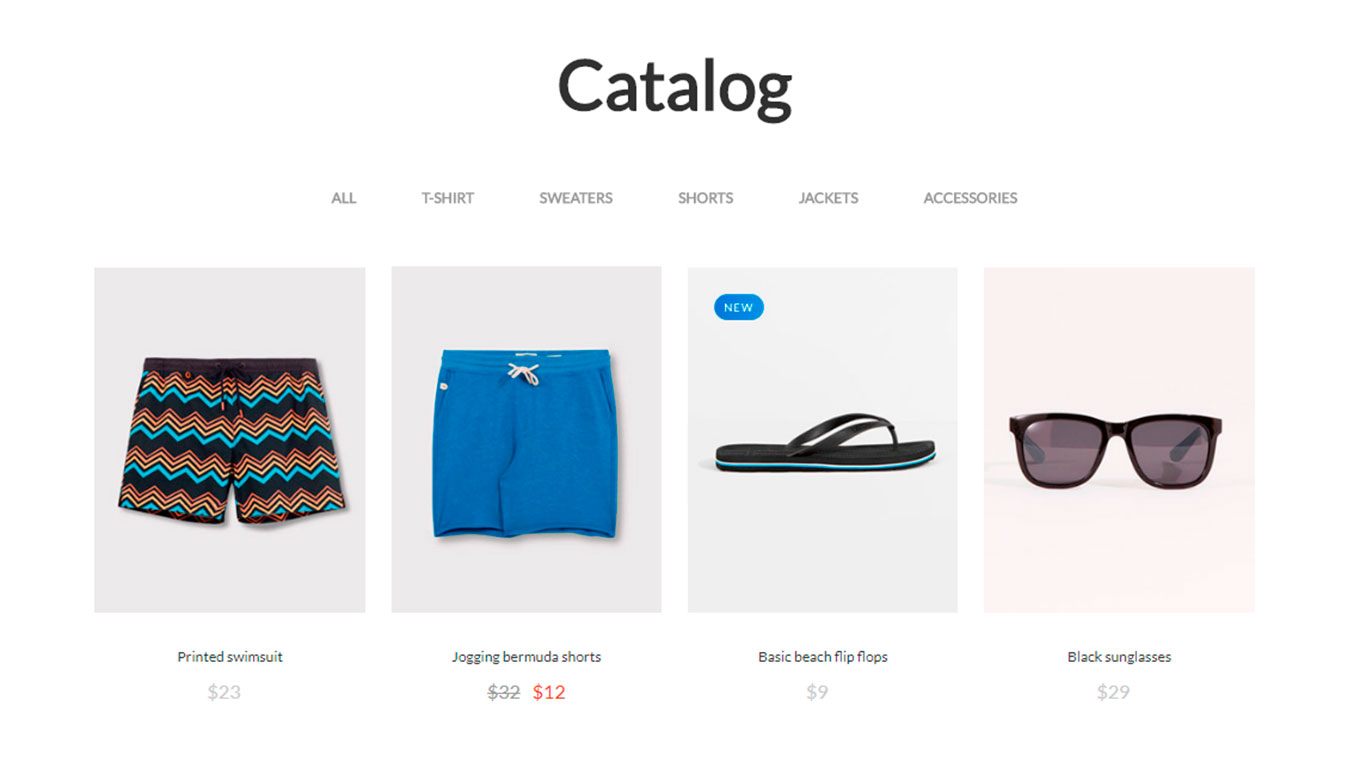 Catalog
ALL T-SHIRT SWEATERS SHORTS JACKETS ACCESSORIES
NEW
Printed swimsuit Jogging bermuda shorts Basic beach flip flops Black sunglasses
$23 $32 $12 $9 $29